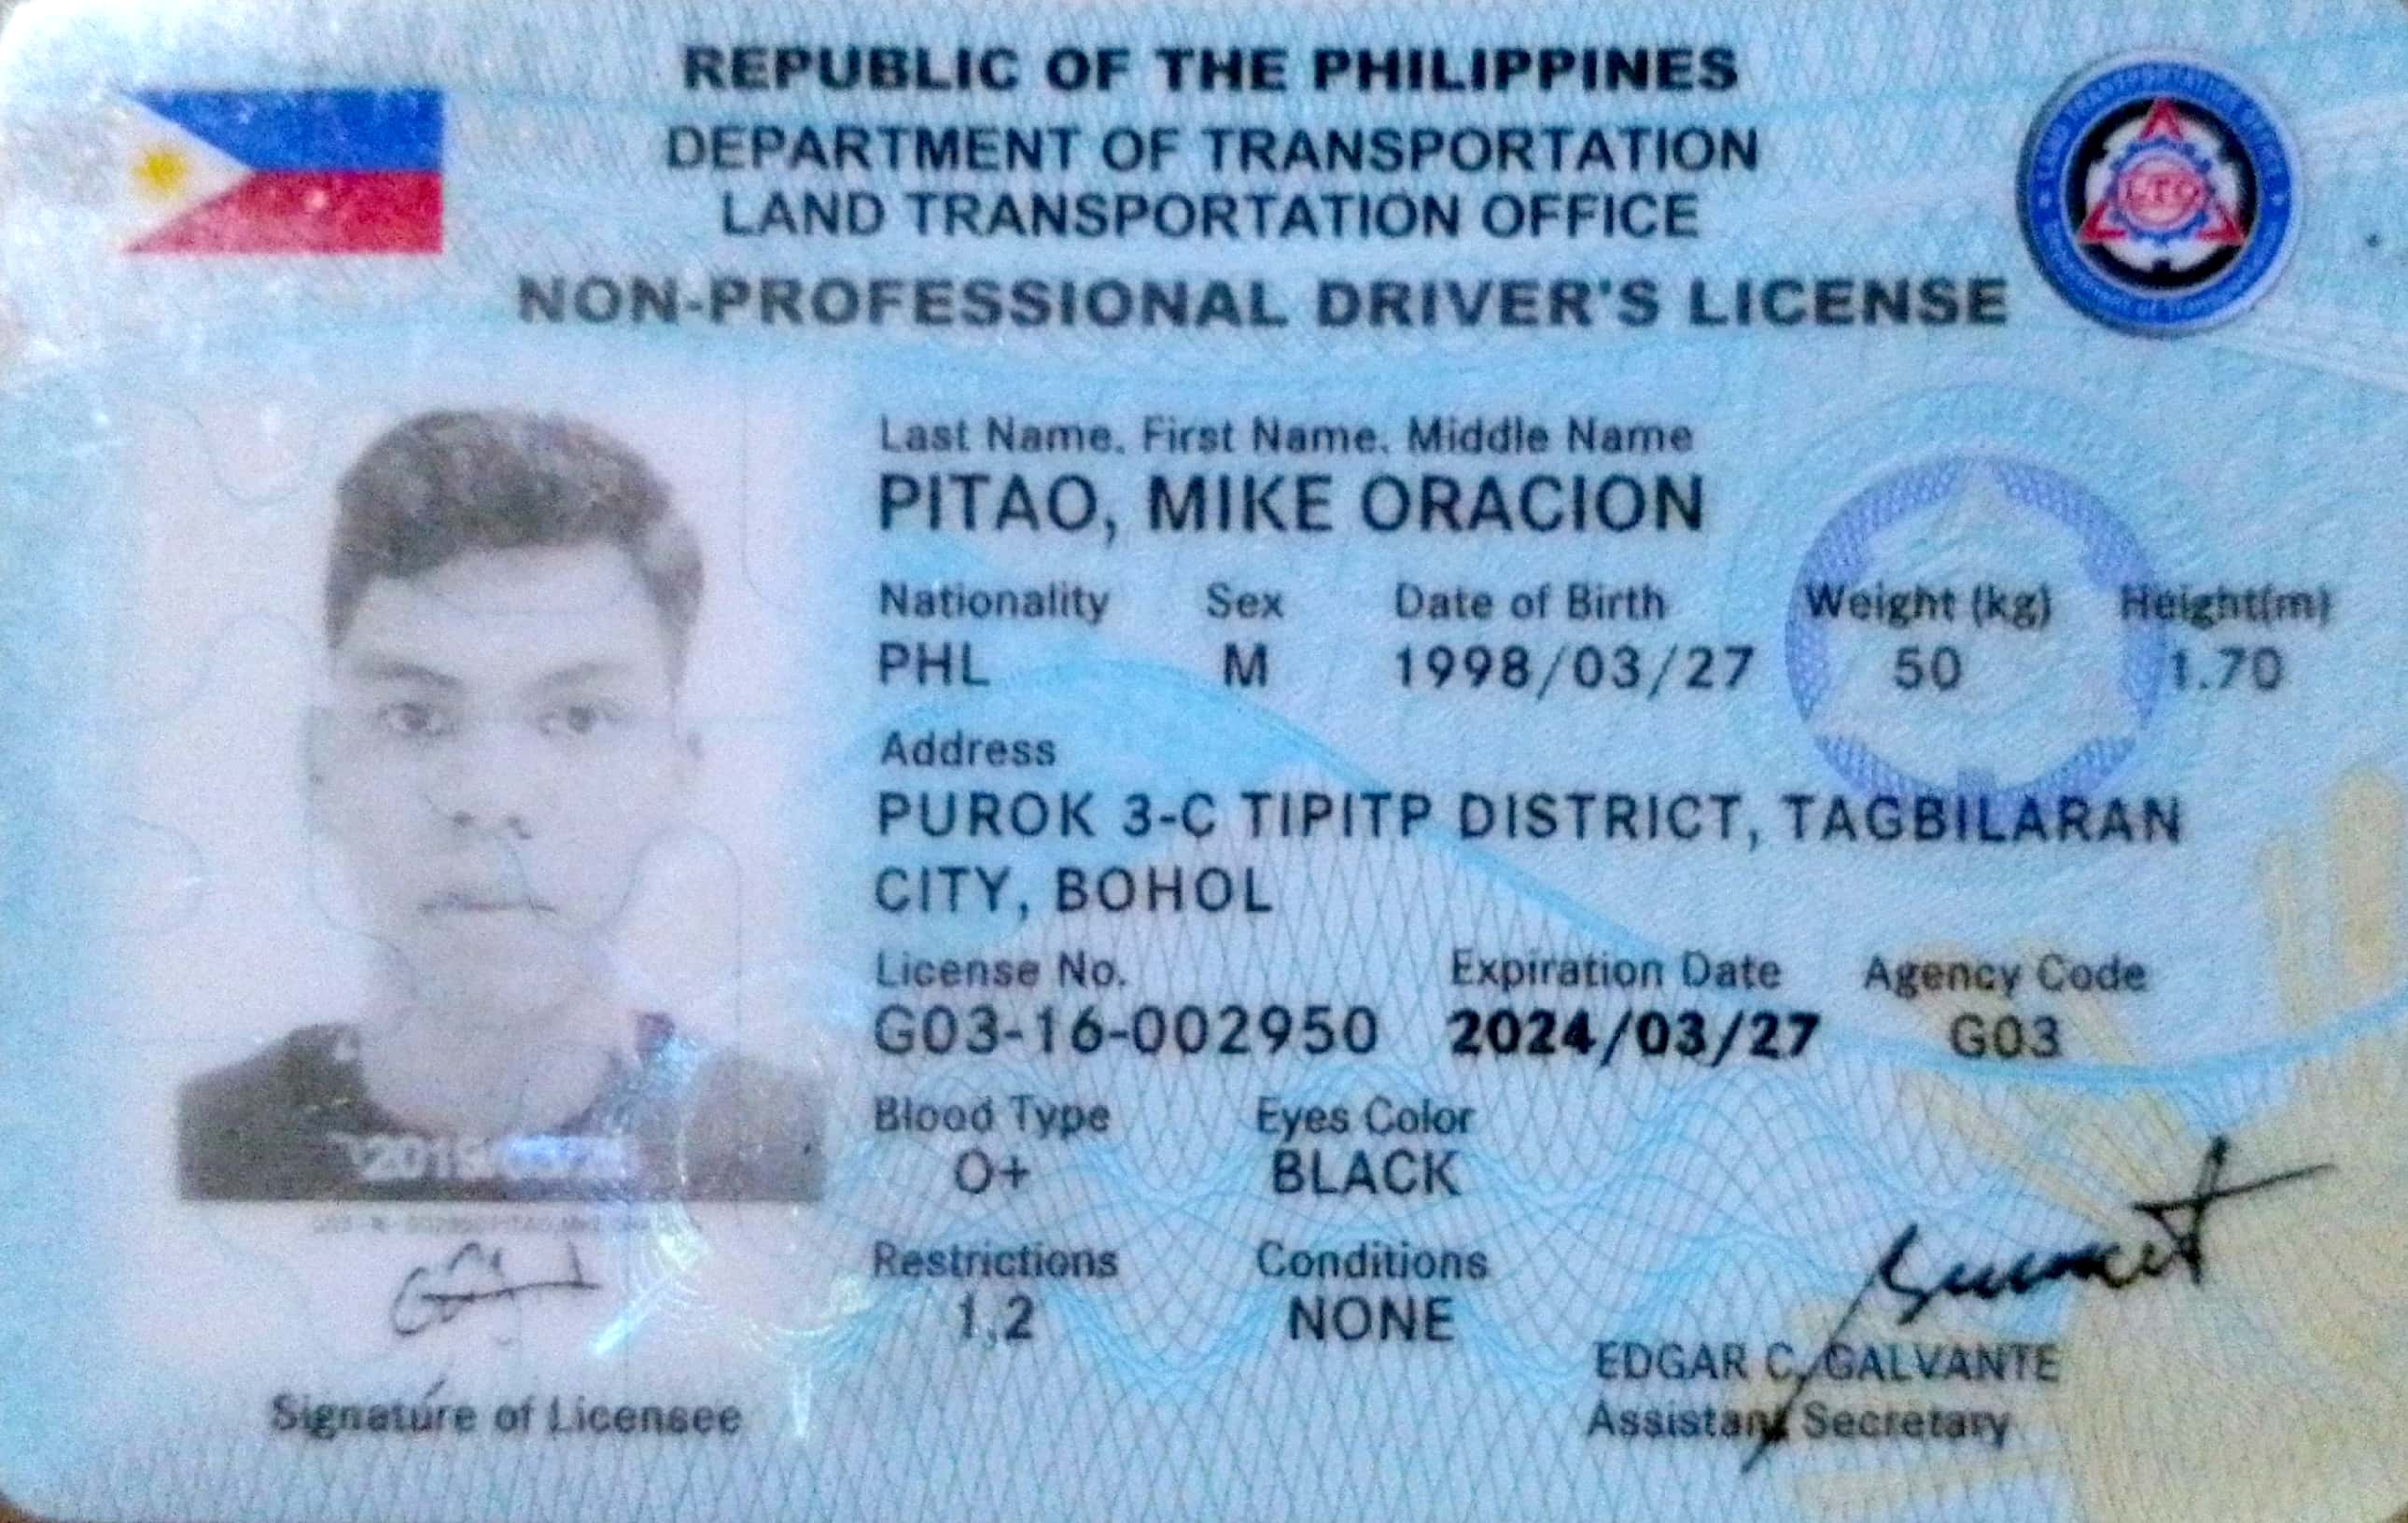 REPUBLIC OF THE PHILIPPINES
DEPARTMENT OF TRANSPORTATION
LAND TRANSPORTATION OFFICE
NON-PROFESSIONAL DRIVER'S LICENSE
LTO
Last Name, First Name, Middle Name
PITAO, MIKE ORACION
Nationality Sex Date of Birth Weight (kg) Height(m)
PHL M 1998/03/27 50 1.70
Address
PUROK 3-C TIPITP DISTRICT, TAGBILARAN
CITY, BOHOL
License No. Expiration Date Agency Code
G03-16-002950 2024/03/27 G03
Blood Type Eyes Color
O+ BLACK
Restrictions Conditions
1,2 NONE
EDGAR C. GALVANTE
Assistant Secretary
Signature of Licensee